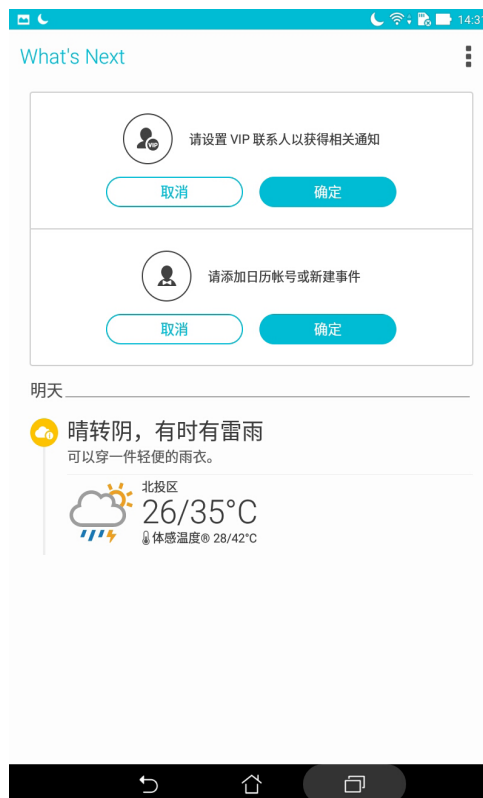 14:31
What's Next
请设置 VIP 联系人以获得相关通知
VIP
取消 确定
请添加日历帐号或新建事件
取消 确定
明天
晴转阴，有时有雷雨
可以穿一件轻便的雨衣。
北投区
26/35°C
体感温度® 28/42°C